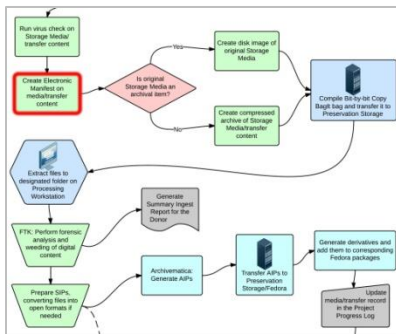 Run virus check on
Storage Media/
transfer content
Create Electronic
Manifest on
media/transfer
content
Is original
Storage Media an
archival item?
Yes
No
Create disk image of
original Storage
Media
Create compressed
archive of Storage
Media/transfer
content
Compile Bit-by-bit Copy
BagIt bag and transfer it to
Preservation Storage
Extract files to
designated folder on
Processing
Workstation
FTK: Perform forensic
analysis and
weeding of digital
content
Generate
Summary Ingest
Report for the
Donor
Prepare SIPs,
converting files into
open formats if
needed
Archivematica:
Generate AIPs
Transfer AIPs to
Preservation
Storage/Fedora
Generate derivatives and
add them to corresponding
Fedora packages
Update
media/transfer record
in the Project
Progress Log